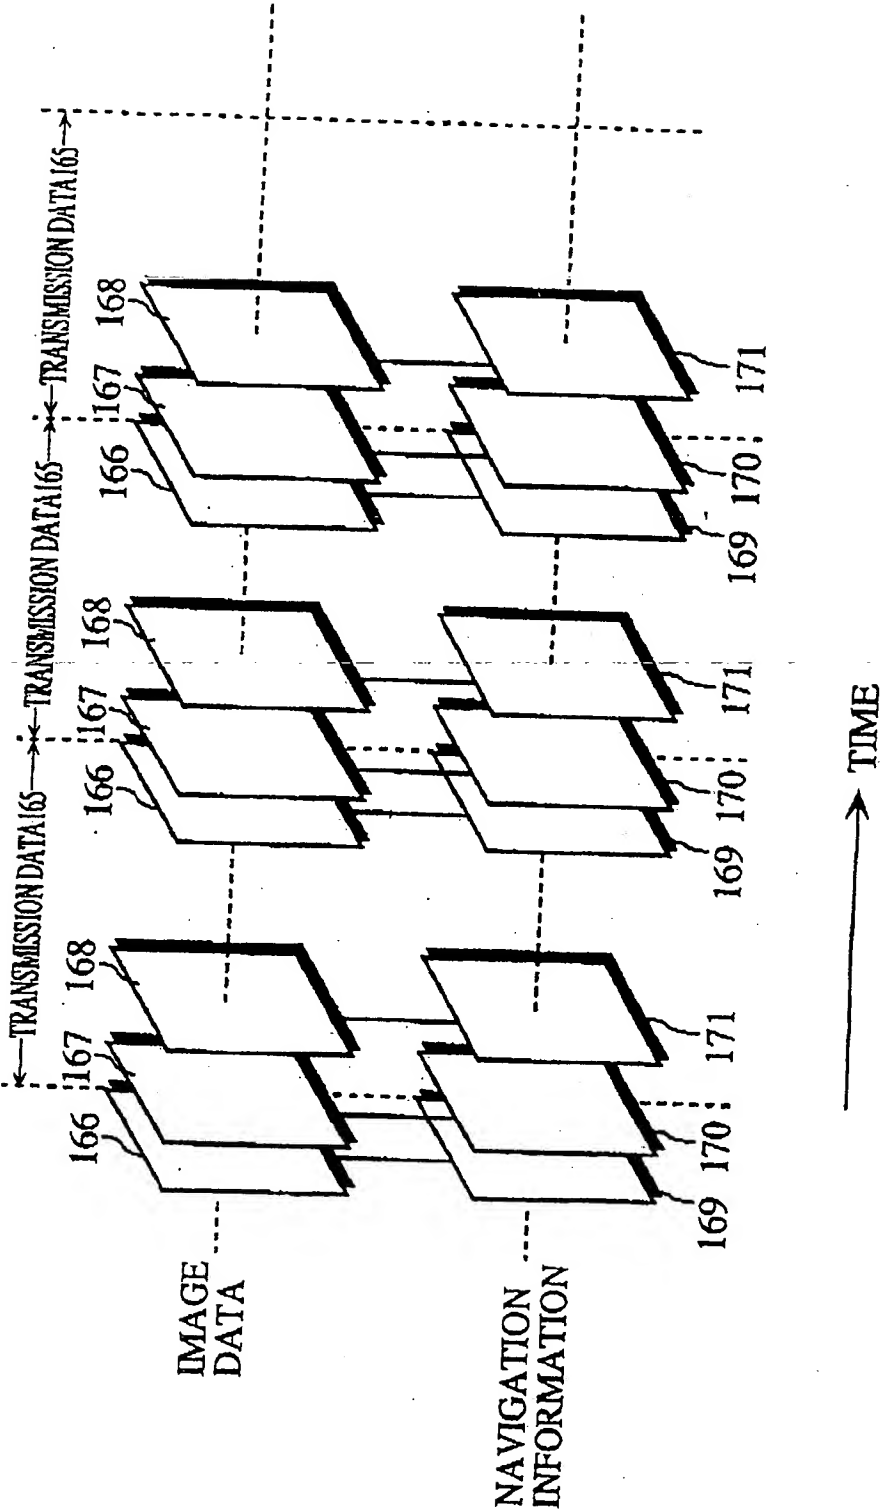 TRANSMISSION DATA165
TRANSMISSION DATA165
TRANSMISSION DATA165
166
167
168
166
167
168
166
167
168
IMAGE
DATA
169
170
171
169
170
171
169
170
171
NAVIGATION
INFORMATION
TIME